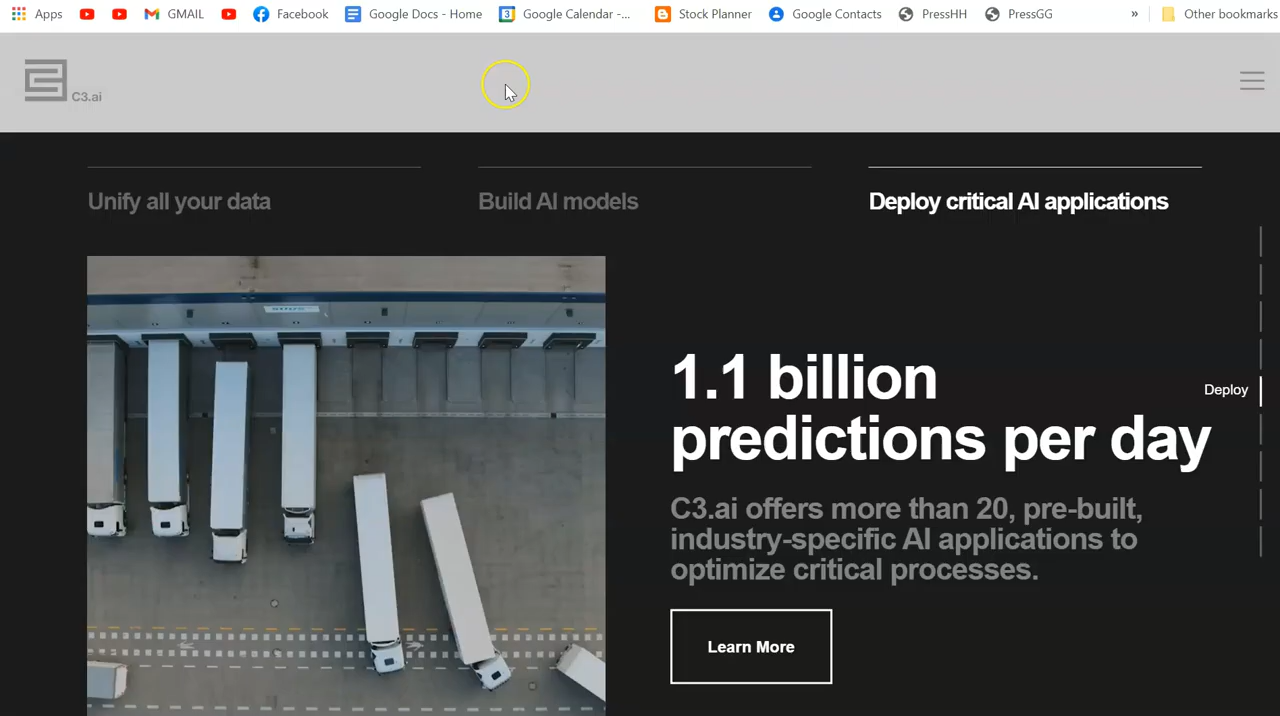 Apps GMAIL Facebook Google Docs - Home Google Calendar -... Stock Planner Google Contacts PressHH PressGG » Other bookmarks
C3.ai
Unify all your data Build AI models Deploy critical AI applications
1.1 billion
Deploy
predictions per day
C3.ai offers more than 20, pre-built,
industry-specific AI applications to
optimize critical processes.
Learn More